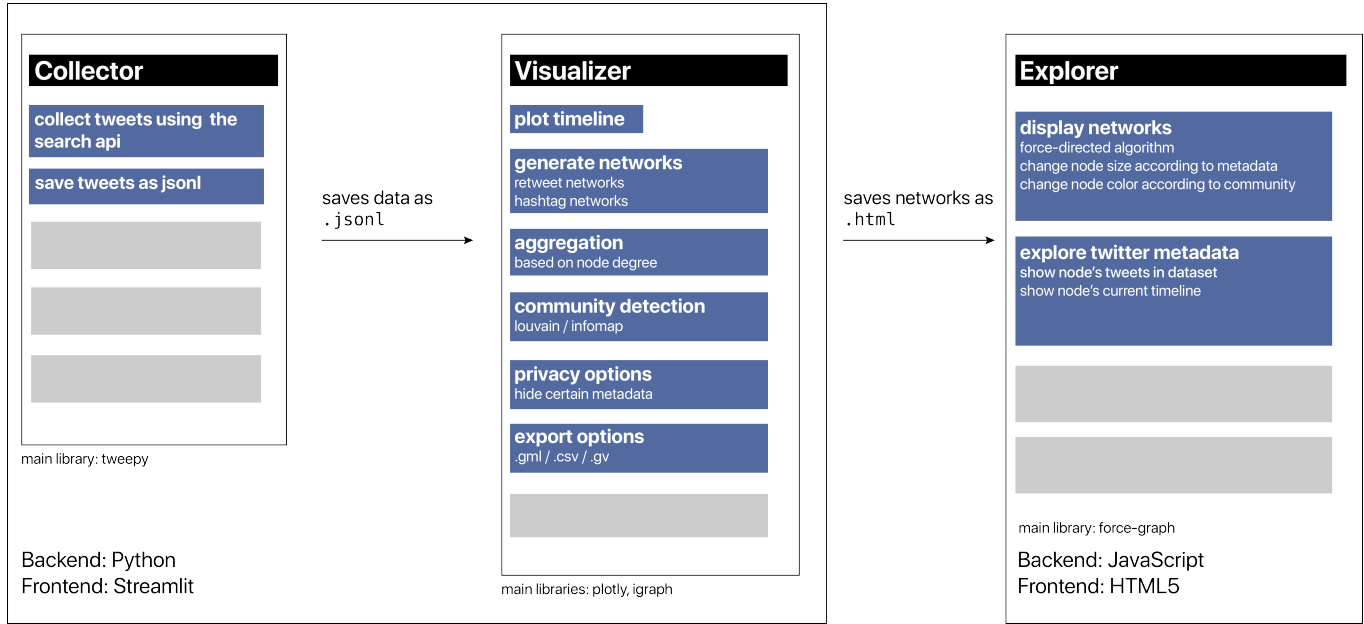 Collector
collect tweets using the
search api
save tweets as jsonl
main library: tweepy
Backend: Python
Frontend: Streamlit
saves data as
.jsonl
Visualizer
plot timeline
generate networks
retweet networks
hashtag networks
aggregation
based on node degree
community detection
louvain / infomap
privacy options
hide certain metadata
export options
.gml / .csv / .gv
main libraries: plotly, igraph
saves networks as
.html
Explorer
display networks
force-directed algorithm
change node size according to metadata
change node color according to community
explore twitter metadata
show node’s tweets in dataset
show node’s current timeline
main library: force-graph
Backend: JavaScript
Frontend: HTML5